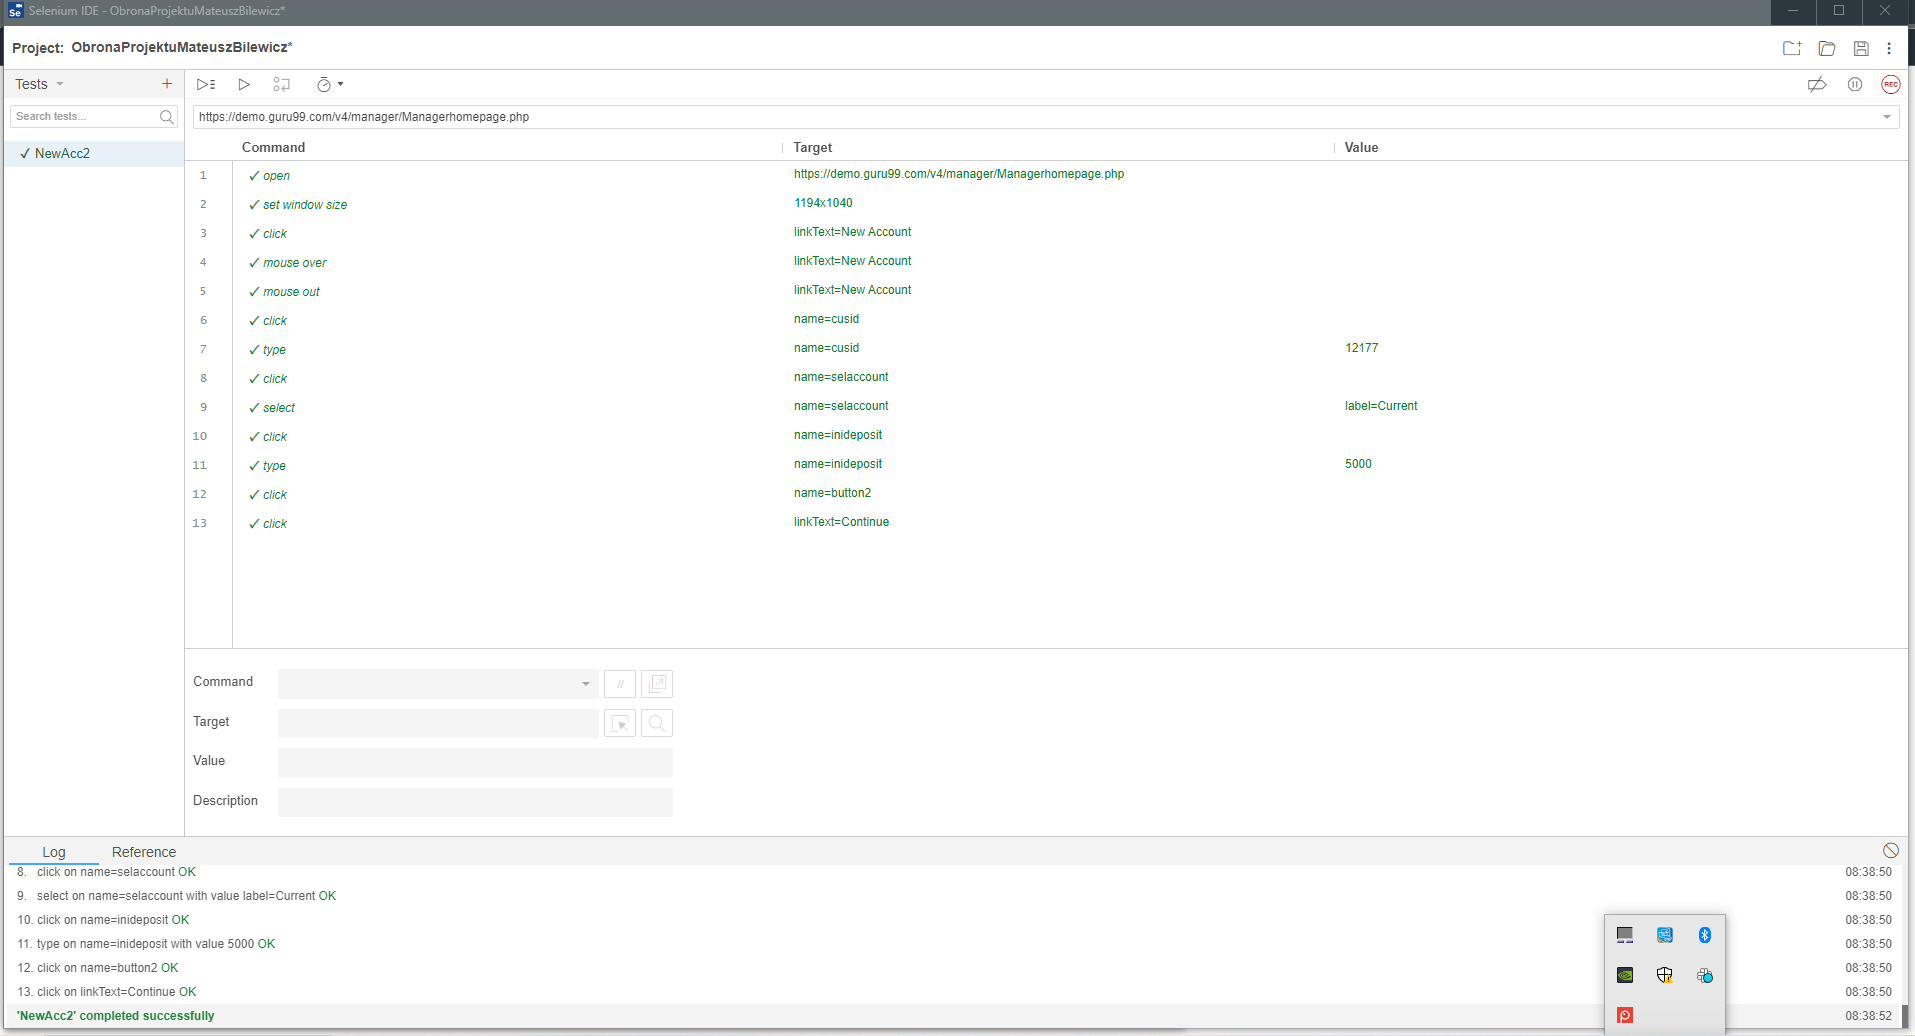 Selenium IDE - ObronaProjektuMateuszBilewicz*
Project: ObronaProjektuMateuszBilewicz*
Tests
Search tests...
✓ NewAcc2
REC
https://demo.guru99.com/v4/manager/Managerhomepage.php
Command Target Value
1 ✓ open https://demo.guru99.com/v4/manager/Managerhomepage.php
2 ✓ set window size 1194x1040
3 ✓ click linkText=New Account
4 ✓ mouse over linkText=New Account
5 ✓ mouse out linkText=New Account
6 ✓ click name=cusid
7 ✓ type name=cusid 12177
8 ✓ click name=selaccount
9 ✓ select name=selaccount label=Current
10 ✓ click name=inideposit
11 ✓ type name=inideposit 5000
12 ✓ click name=button2
13 ✓ click linkText=Continue
Command //
Target
Value
Description
Log Reference
8. click on name=selaccount OK 08:38:50
9. select on name=selaccount with value label=Current OK 08:38:50
10. click on name=inideposit OK 08:38:50
11. type on name=inideposit with value 5000 OK 08:38:50
12. click on name=button2 OK 08:38:50
13. click on linkText=Continue OK 08:38:50
'NewAcc2' completed successfully 08:38:52